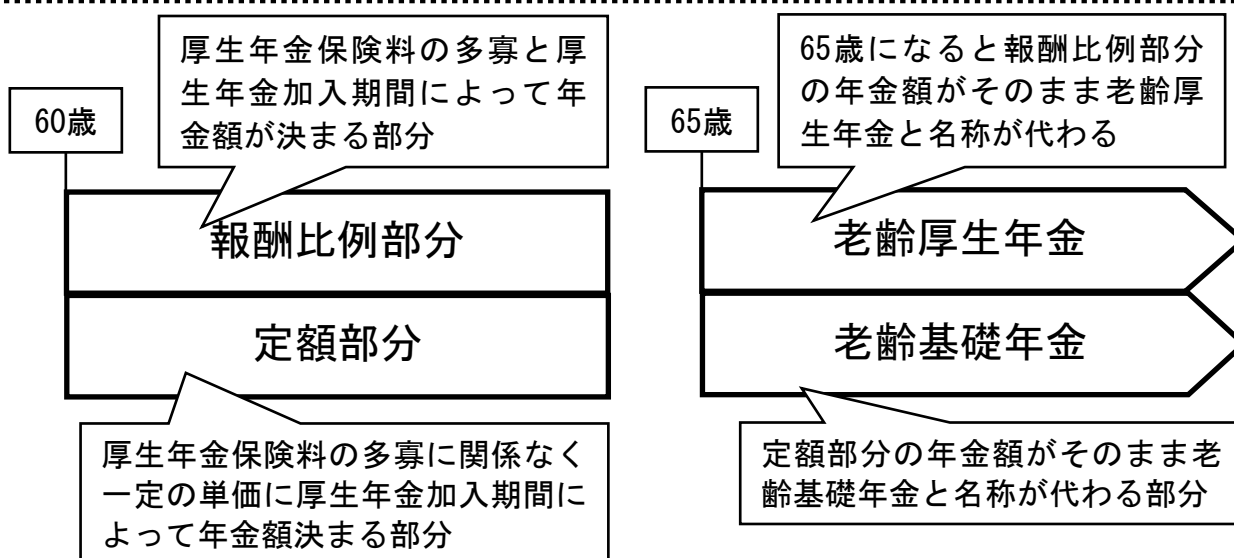 厚生年金保険料の多寡と厚
生年金加入期間によって年
金額が決まる部分
60歳
報酬比例部分
定額部分
厚生年金保険料の多寡に関係なく
一定の単価に厚生年金加入期間に
よって年金額決まる部分
65歳になると報酬比例部分
の年金額がそのまま老齢厚
生年金と名称が代わる
65歳
老齢厚生年金
老齢基礎年金
定額部分の年金額がそのまま老
齢基礎年金と名称が代わる部分